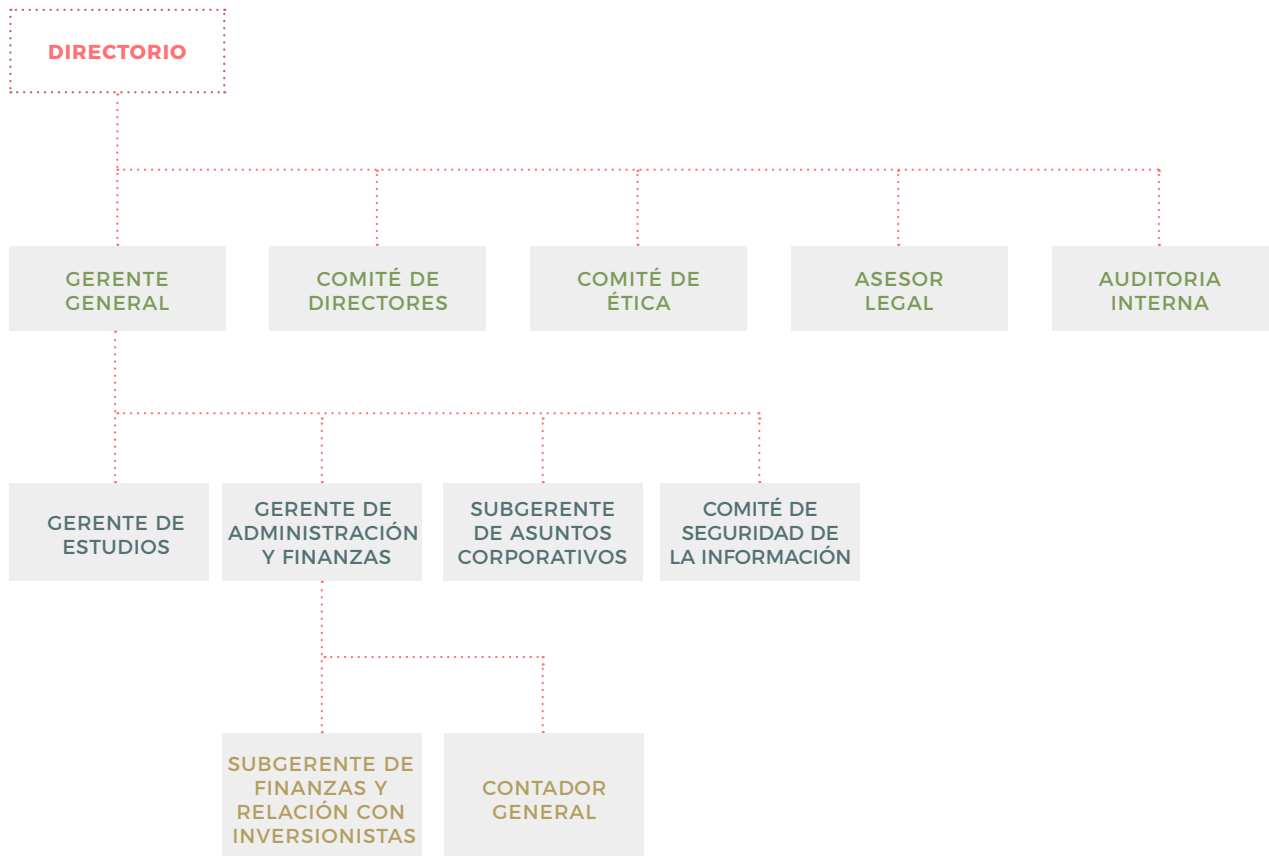 DIRECTORIO
GERENTE
GENERAL
COMITÉ DE
DIRECTORES
COMITÉ DE
ÉTICA
ASESOR
LEGAL
AUDITORIA
INTERNA
GERENTE DE
ESTUDIOS
GERENTE DE
ADMINISTRACIÓN
Y FINANZAS
SUBGERENTE
DE ASUNTOS
CORPORATIVOS
COMITÉ DE
SEGURIDAD DE
LA INFORMACIÓN
SUBGERENTE DE
FINANZAS Y
RELACIÓN CON
INVERSIONISTAS
CONTADOR
GENERAL